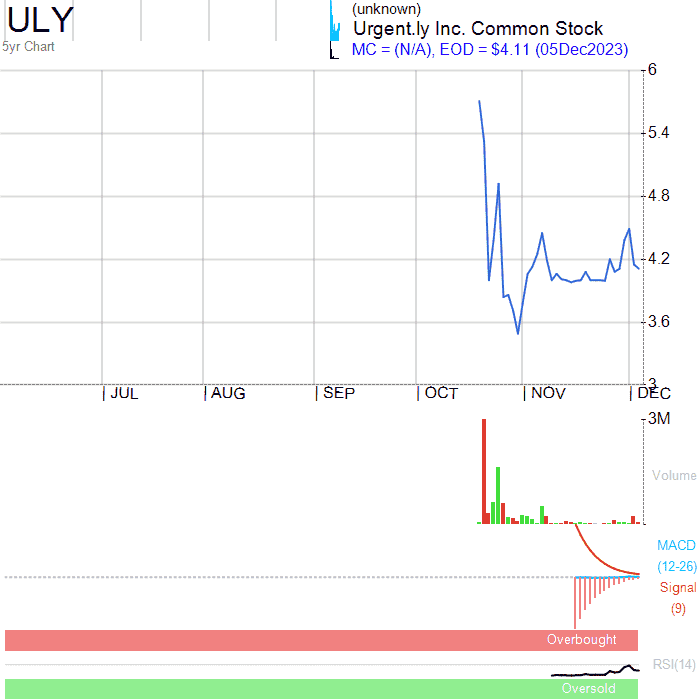 ULY
5yr Chart
(unknown)
Urgent.ly Inc. Common Stock
MC = (N/A), EOD = $4.11 (05Dec2023)
6
5.4
4.8
4.2
3.6
3
JUL AUG SEP OCT NOV DEC
3M
Volume
MACD
(12-26)
Signal
(9)
Overbought
RSI(14)
Oversold